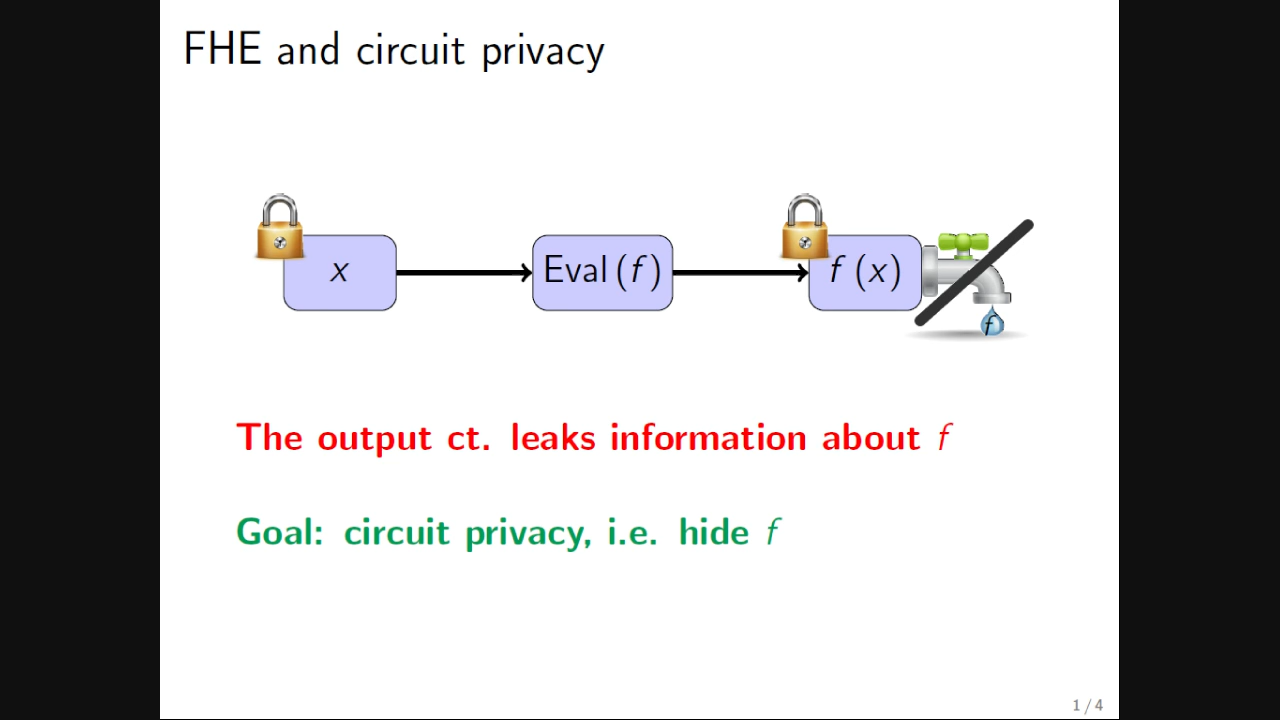 FHE and circuit privacy
x
Eval(f)
f(x)
f
The output ct. leaks information about f
Goal: circuit privacy, i.e. hide f
1 / 4